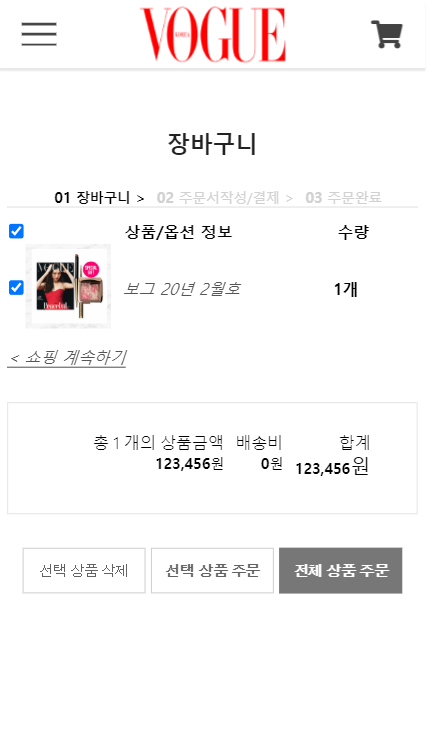 VOGUE
KOREA
장바구니
01 장바구니 > 02 주문서작성/결제 > 03 주문완료
상품/옵션 정보 수량
VOGUE
SPECIAL
GIFT
Peaceful
보그 20년 2월호 1개
< 쇼핑 계속하기
총 1 개의 상품금액 배송비 합계
123,456원 0원 123,456원
선택 상품 삭제 선택 상품 주문 전체 상품 주문